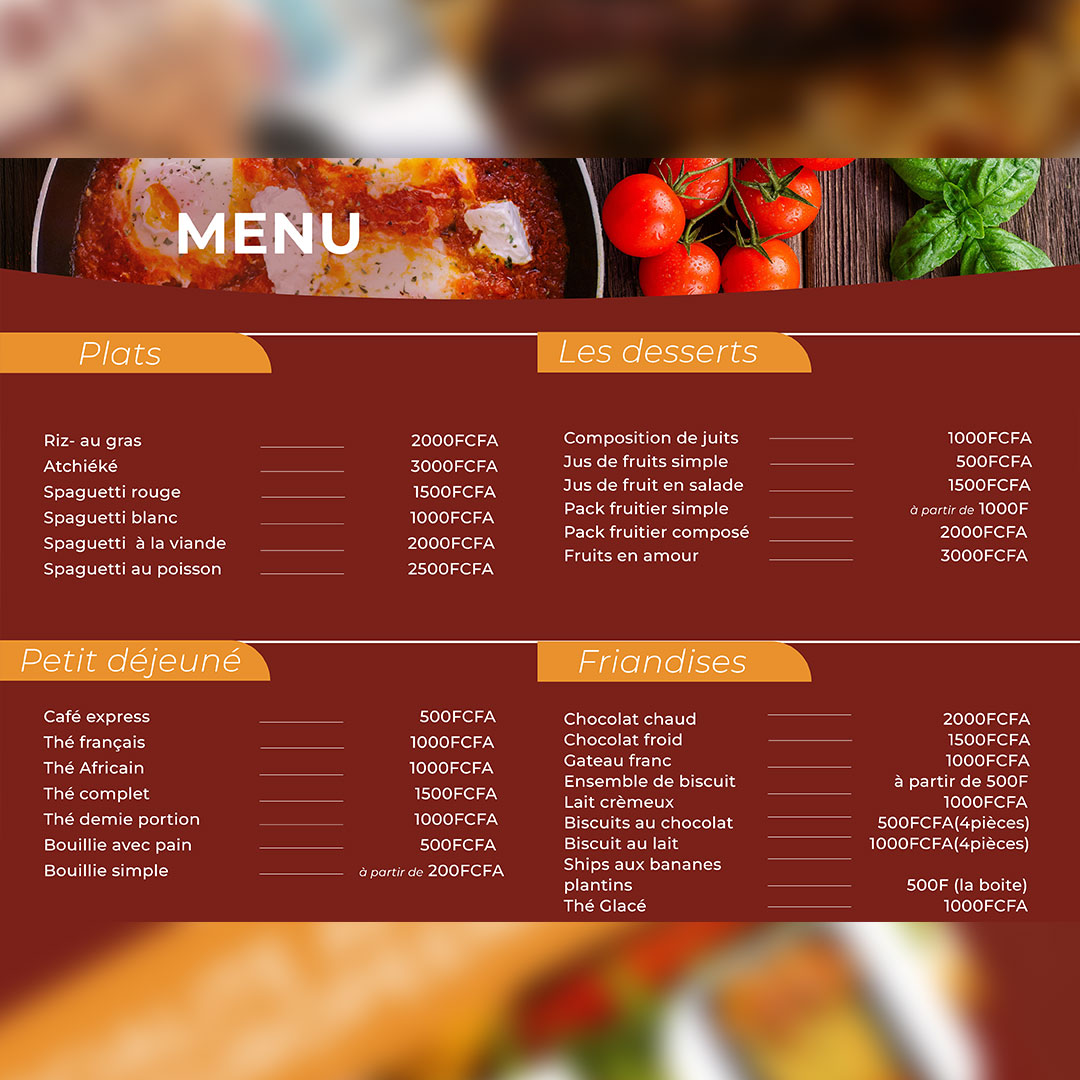 MENU
Plats
Riz- au gras 2000FCFA
Atchiéké 3000FCFA
Spaguetti rouge 1500FCFA
Spaguetti blanc 1000FCFA
Spaguetti à la viande 2000FCFA
Spaguetti au poisson 2500FCFA
Les desserts
Composition de juits 1000FCFA
Jus de fruits simple 500FCFA
Jus de fruit en salade 1500FCFA
Pack fruitier simple à partir de 1000F
Pack fruitier composé 2000FCFA
Fruits en amour 3000FCFA
Petit déjeuné
Café express 500FCFA
Thé français 1000FCFA
Thé Africain 1000FCFA
Thé complet 1500FCFA
Thé demie portion 1000FCFA
Bouillie avec pain 500FCFA
Bouillie simple à partir de 200FCFA
Friandises
Chocolat chaud 2000FCFA
Chocolat froid 1500FCFA
Gateau franc 1000FCFA
Ensemble de biscuit à partir de 500F
Lait crèmeux 1000FCFA
Biscuits au chocolat 500FCFA(4pièces)
Biscuit au lait 1000FCFA(4pièces)
Ships aux bananes
plantins 500F (la boite)
Thé Glacé 1000FCFA